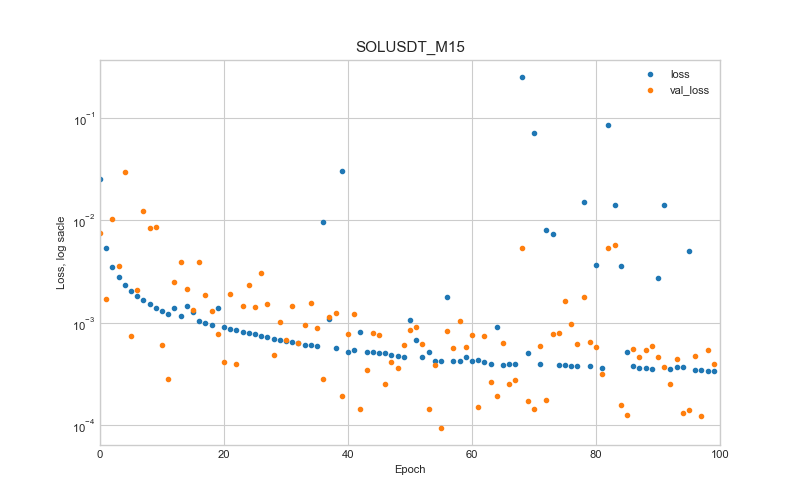 SOLUSDT_M15
loss
val_loss
10⁻¹
10⁻²
10⁻³
10⁻⁴
Loss, log sacle
0 20 40 60 80 100
Epoch